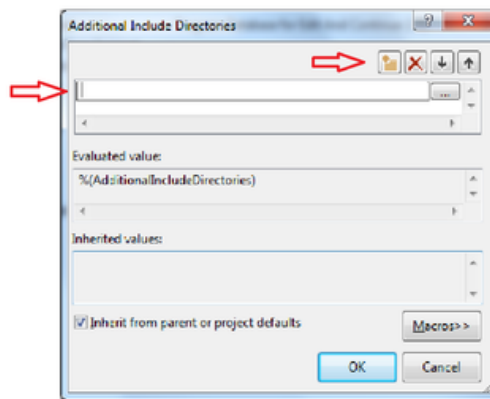 Additional Include Directories
...
Evaluated value:
%(AdditionalIncludeDirectories)
Inherited values:
Inherit from parent or project defaults
Macros>>
OK
Cancel